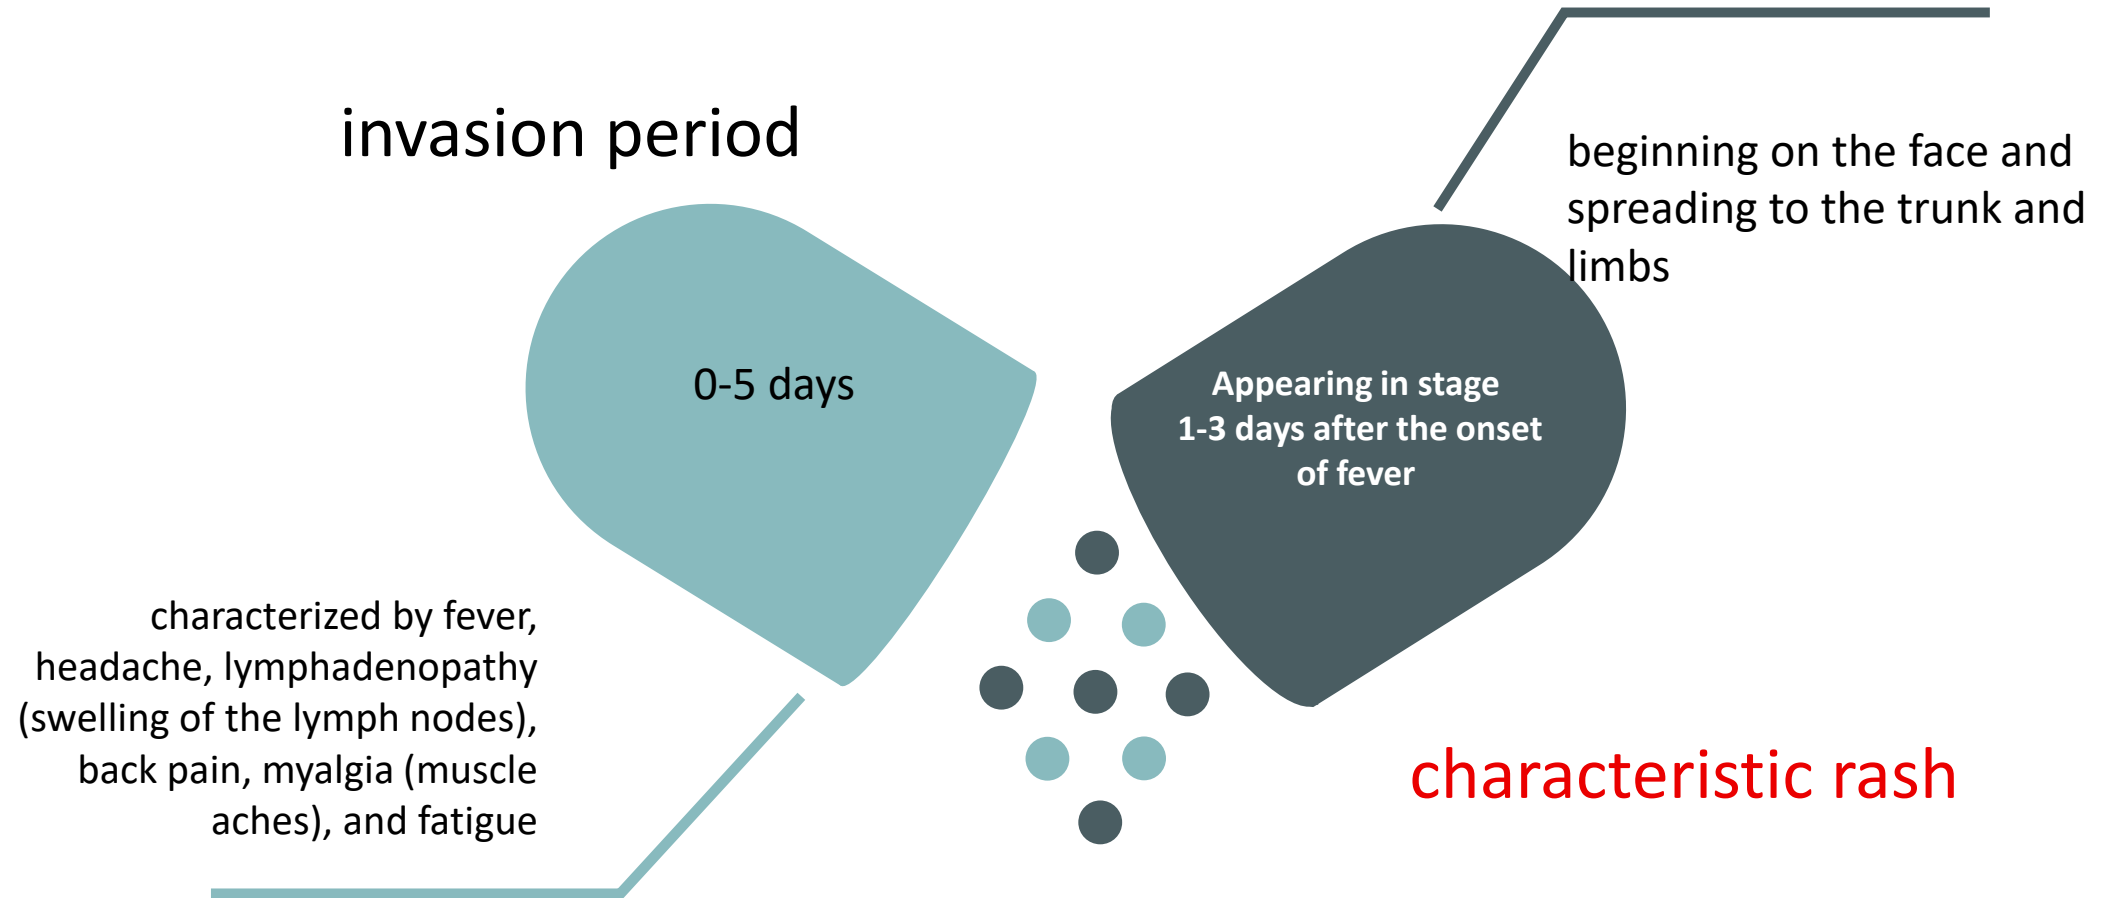 invasion period
0-5 days
characterized by fever,
headache, lymphadenopathy
(swelling of the lymph nodes),
back pain, myalgia (muscle
aches), and fatigue
beginning on the face and
spreading to the trunk and
limbs
Appearing in stage
1-3 days after the onset
of fever
characteristic rash